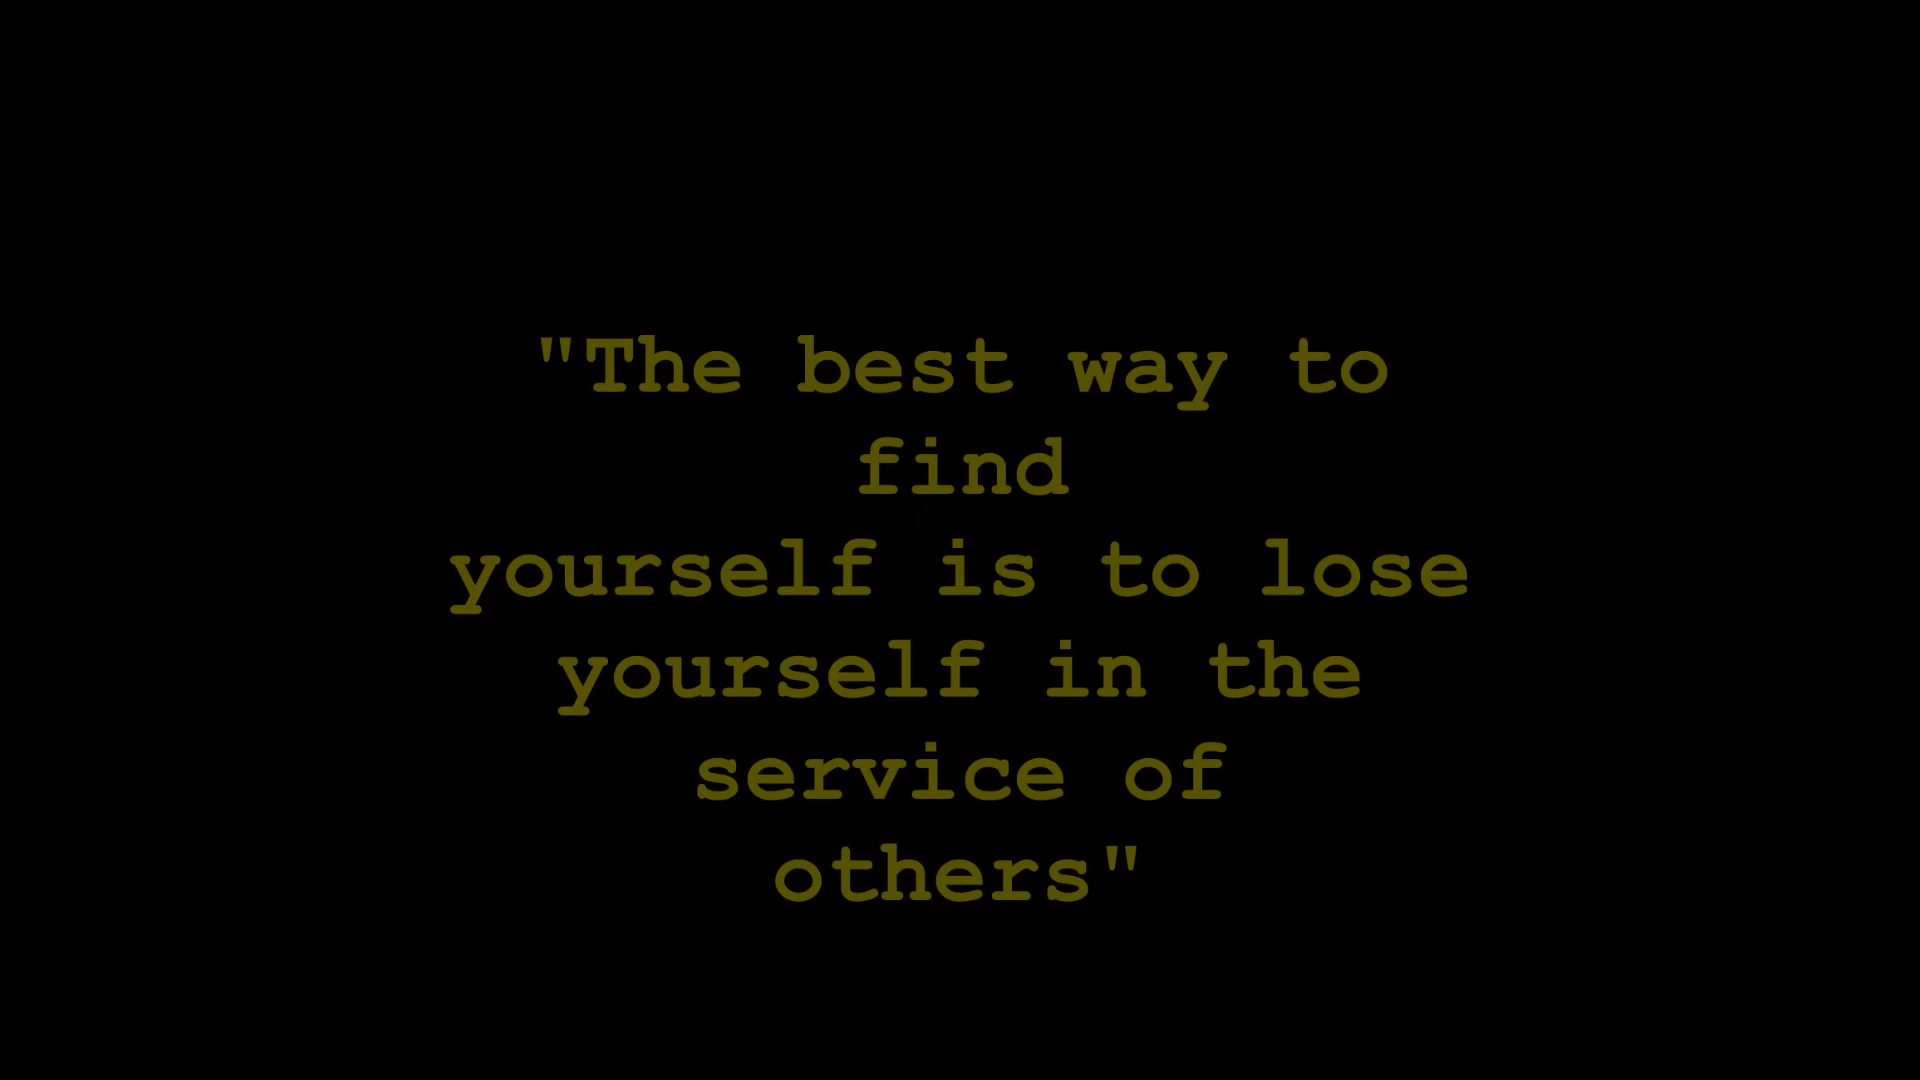 "The best way to
find
yourself is to lose
yourself in the
service of
others"